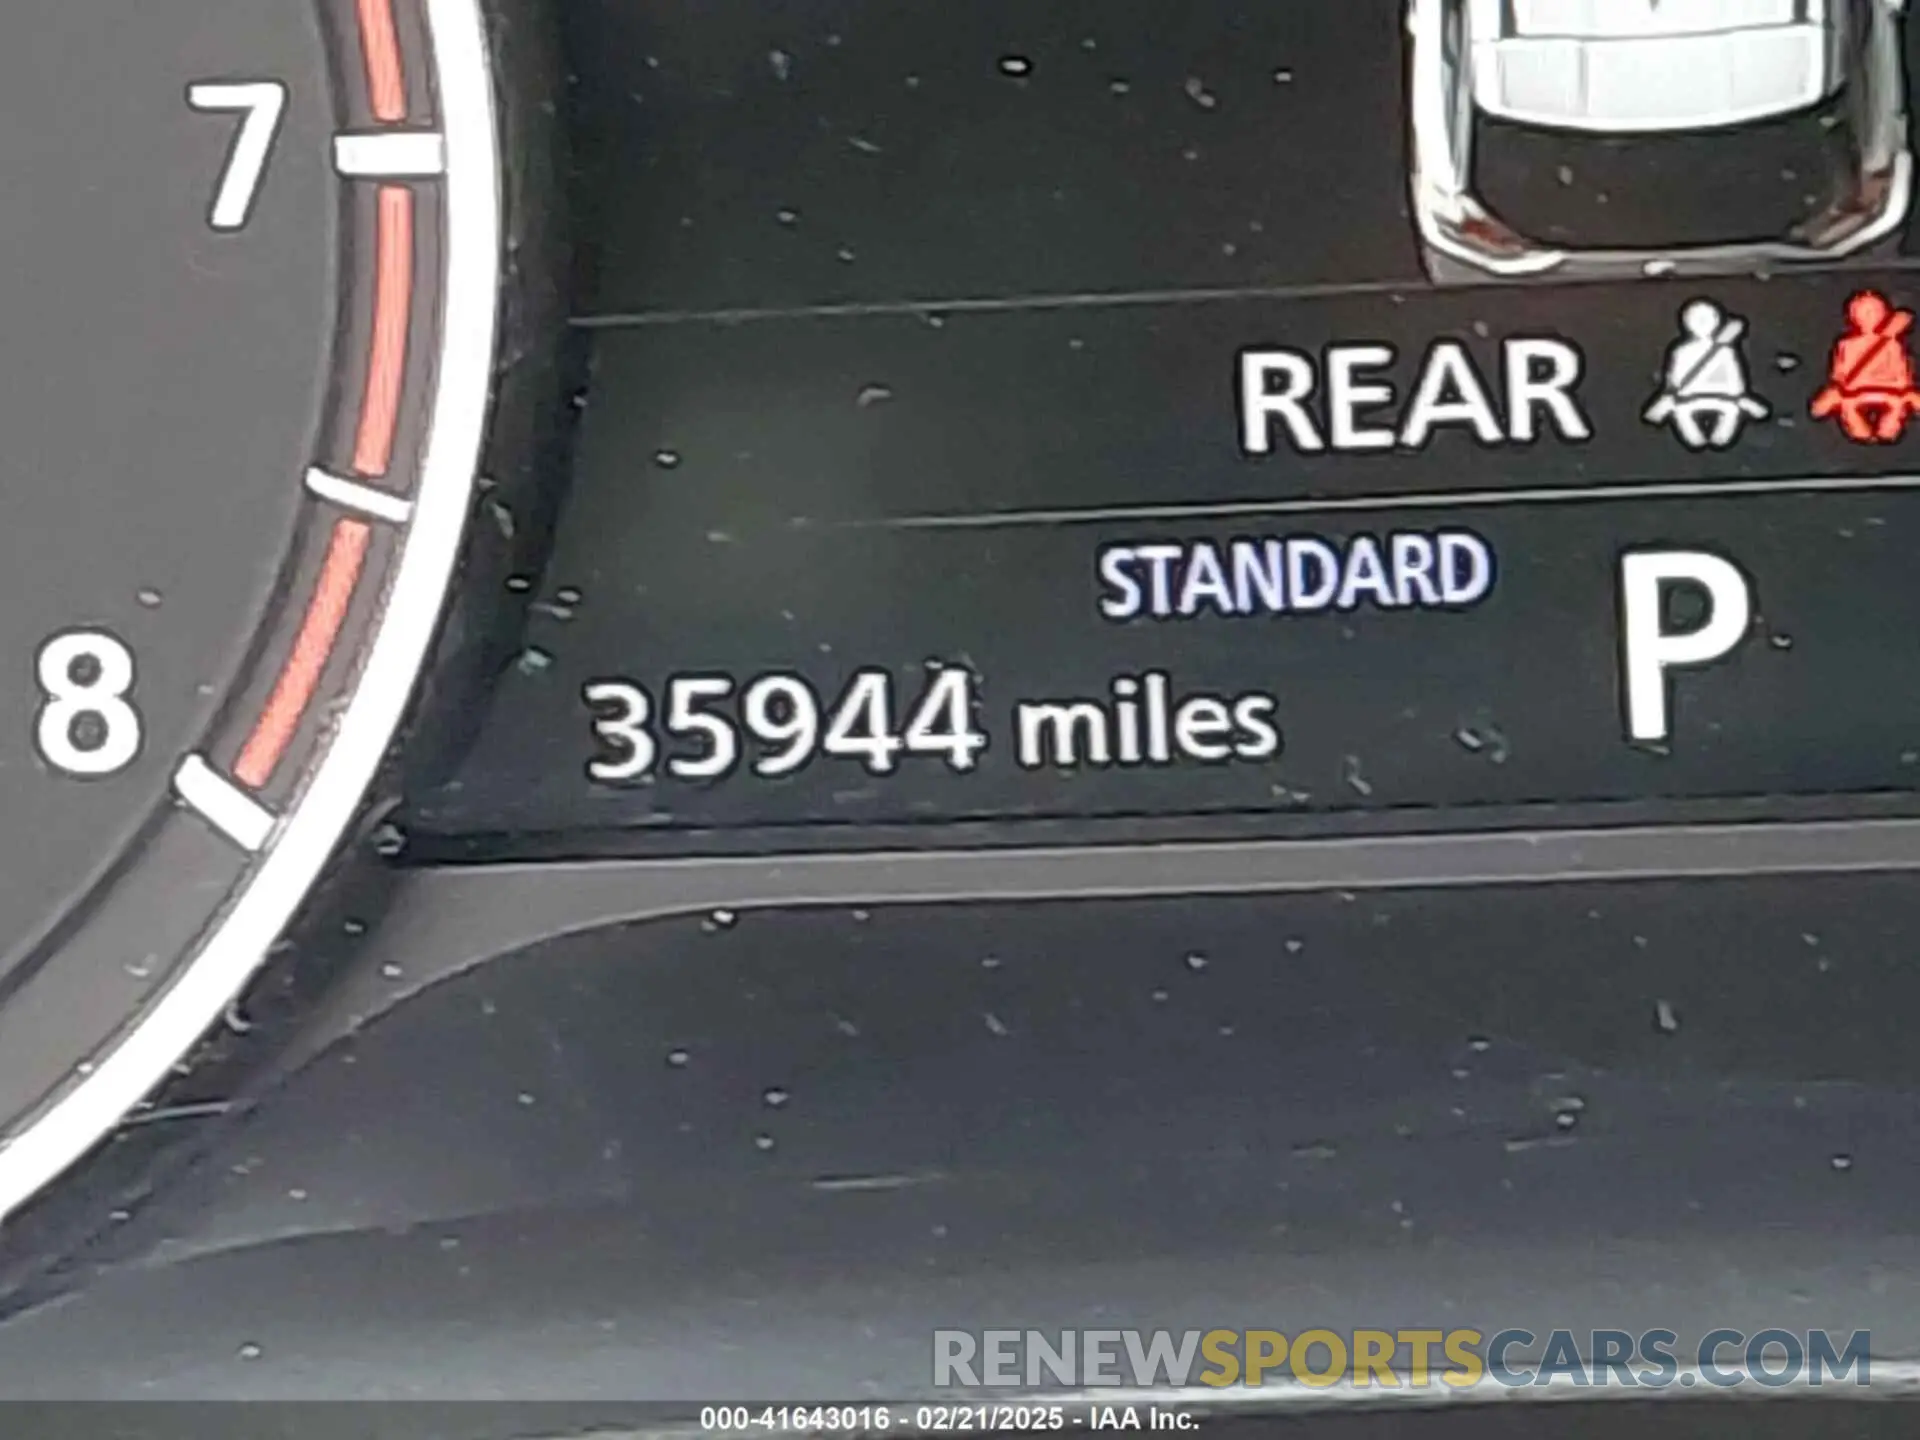 7
REAR
STANDARD P
8
35944 miles
RENEWSPORTSCARS.COM
000-41643016 - 02/21/2025 - IAA Inc.